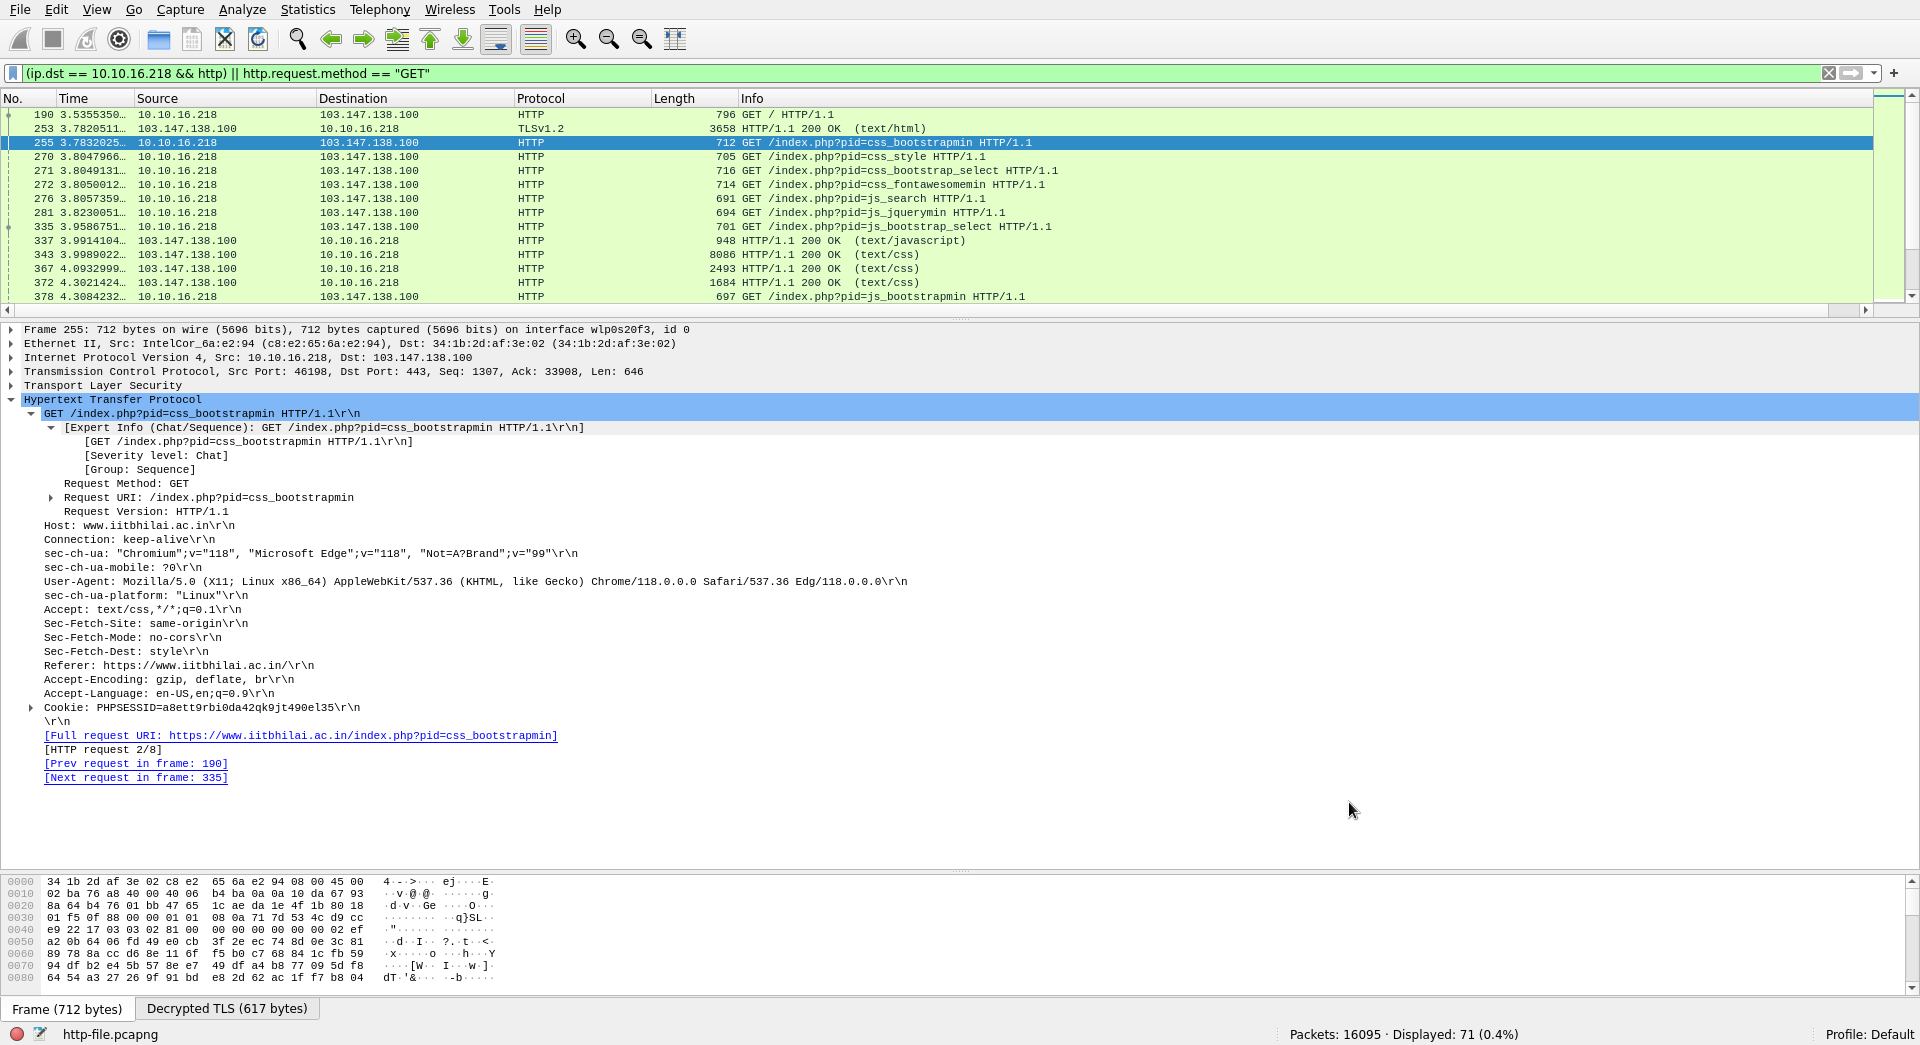 File Edit View Go Capture Analyze Statistics Telephony Wireless Tools Help
(ip.dst == 10.10.16.218 && http) || http.request.method == "GET"
No. Time Source Destination Protocol Length Info
190 3.5355350… 10.10.16.218 103.147.138.100 HTTP 796 GET / HTTP/1.1
253 3.7820511… 103.147.138.100 10.10.16.218 TLSv1.2 3658 HTTP/1.1 200 OK (text/html)
255 3.7832025… 10.10.16.218 103.147.138.100 HTTP 712 GET /index.php?pid=css_bootstrapmin HTTP/1.1
270 3.8047966… 10.10.16.218 103.147.138.100 HTTP 705 GET /index.php?pid=css_style HTTP/1.1
271 3.8049131… 10.10.16.218 103.147.138.100 HTTP 716 GET /index.php?pid=css_bootstrap_select HTTP/1.1
272 3.8050012… 10.10.16.218 103.147.138.100 HTTP 714 GET /index.php?pid=css_fontawesomemin HTTP/1.1
276 3.8057359… 10.10.16.218 103.147.138.100 HTTP 691 GET /index.php?pid=js_search HTTP/1.1
281 3.8230051… 10.10.16.218 103.147.138.100 HTTP 694 GET /index.php?pid=js_jquerymin HTTP/1.1
335 3.9586751… 10.10.16.218 103.147.138.100 HTTP 701 GET /index.php?pid=js_bootstrap_select HTTP/1.1
337 3.9914104… 103.147.138.100 10.10.16.218 HTTP 948 HTTP/1.1 200 OK (text/javascript)
343 3.9989022… 103.147.138.100 10.10.16.218 HTTP 8086 HTTP/1.1 200 OK (text/css)
367 4.0932999… 103.147.138.100 10.10.16.218 HTTP 2493 HTTP/1.1 200 OK (text/css)
372 4.3021424… 103.147.138.100 10.10.16.218 HTTP 1684 HTTP/1.1 200 OK (text/css)
378 4.3084232… 10.10.16.218 103.147.138.100 HTTP 697 GET /index.php?pid=js_bootstrapmin HTTP/1.1
Frame 255: 712 bytes on wire (5696 bits), 712 bytes captured (5696 bits) on interface wlp0s20f3, id 0
Ethernet II, Src: IntelCor_6a:e2:94 (c8:e2:65:6a:e2:94), Dst: 34:1b:2d:af:3e:02 (34:1b:2d:af:3e:02)
Internet Protocol Version 4, Src: 10.10.16.218, Dst: 103.147.138.100
Transmission Control Protocol, Src Port: 46198, Dst Port: 443, Seq: 1307, Ack: 33908, Len: 646
Transport Layer Security
Hypertext Transfer Protocol
GET /index.php?pid=css_bootstrapmin HTTP/1.1\r\n
[Expert Info (Chat/Sequence): GET /index.php?pid=css_bootstrapmin HTTP/1.1\r\n]
[GET /index.php?pid=css_bootstrapmin HTTP/1.1\r\n]
[Severity level: Chat]
[Group: Sequence]
Request Method: GET
Request URI: /index.php?pid=css_bootstrapmin
Request Version: HTTP/1.1
Host: www.iitbhilai.ac.in\r\n
Connection: keep-alive\r\n
sec-ch-ua: "Chromium";v="118", "Microsoft Edge";v="118", "Not=A?Brand";v="99"\r\n
sec-ch-ua-mobile: ?0\r\n
User-Agent: Mozilla/5.0 (X11; Linux x86_64) AppleWebKit/537.36 (KHTML, like Gecko) Chrome/118.0.0.0 Safari/537.36 Edg/118.0.0.0\r\n
sec-ch-ua-platform: "Linux"\r\n
Accept: text/css,*/*;q=0.1\r\n
Sec-Fetch-Site: same-origin\r\n
Sec-Fetch-Mode: no-cors\r\n
Sec-Fetch-Dest: style\r\n
Referer: https://www.iitbhilai.ac.in/\r\n
Accept-Encoding: gzip, deflate, br\r\n
Accept-Language: en-US,en;q=0.9\r\n
Cookie: PHPSESSID=a8ett9rbi0da42qk9jt490el35\r\n
\r\n
[Full request URI: https://www.iitbhilai.ac.in/index.php?pid=css_bootstrapmin]
[HTTP request 2/8]
[Prev request in frame: 190]
[Next request in frame: 335]
0000 34 1b 2d af 3e 02 c8 e2 65 6a e2 94 08 00 45 00 4·-·>··· ej····E·
0010 02 ba 76 a8 40 00 40 06 b4 ba 0a 0a 10 da 67 93 ··v·@·@· ······g·
0020 8a 64 b4 76 01 bb 47 65 1c ae da 1e 4f 1b 80 18 ·d·v··Ge ····O···
0030 01 f5 0f 88 00 00 01 01 08 0a 71 7d 53 4c d9 cc ········ ··q}SL··
0040 e9 22 17 03 03 02 81 00 00 00 00 00 00 00 02 ef ·"······ ········
0050 a2 0b 64 06 fd 49 e0 cb 3f 2e ec 74 8d 0e 3c 81 ··d··I·· ?.·t··<·
0060 89 78 8a cc d6 8e 11 6f f5 b0 c7 68 84 1c fb 59 ·x·····o ···h···Y
0070 94 df b2 e4 5b 57 8e e7 49 df a4 b8 77 09 5d f8 ····[W·· I···w·]·
0080 64 54 a3 27 26 9f 91 bd e8 2d 62 ac 1f f7 b8 04 dT·'&··· ·-b·····
Frame (712 bytes) Decrypted TLS (617 bytes)
http-file.pcapng Packets: 16095 · Displayed: 71 (0.4%) Profile: Default